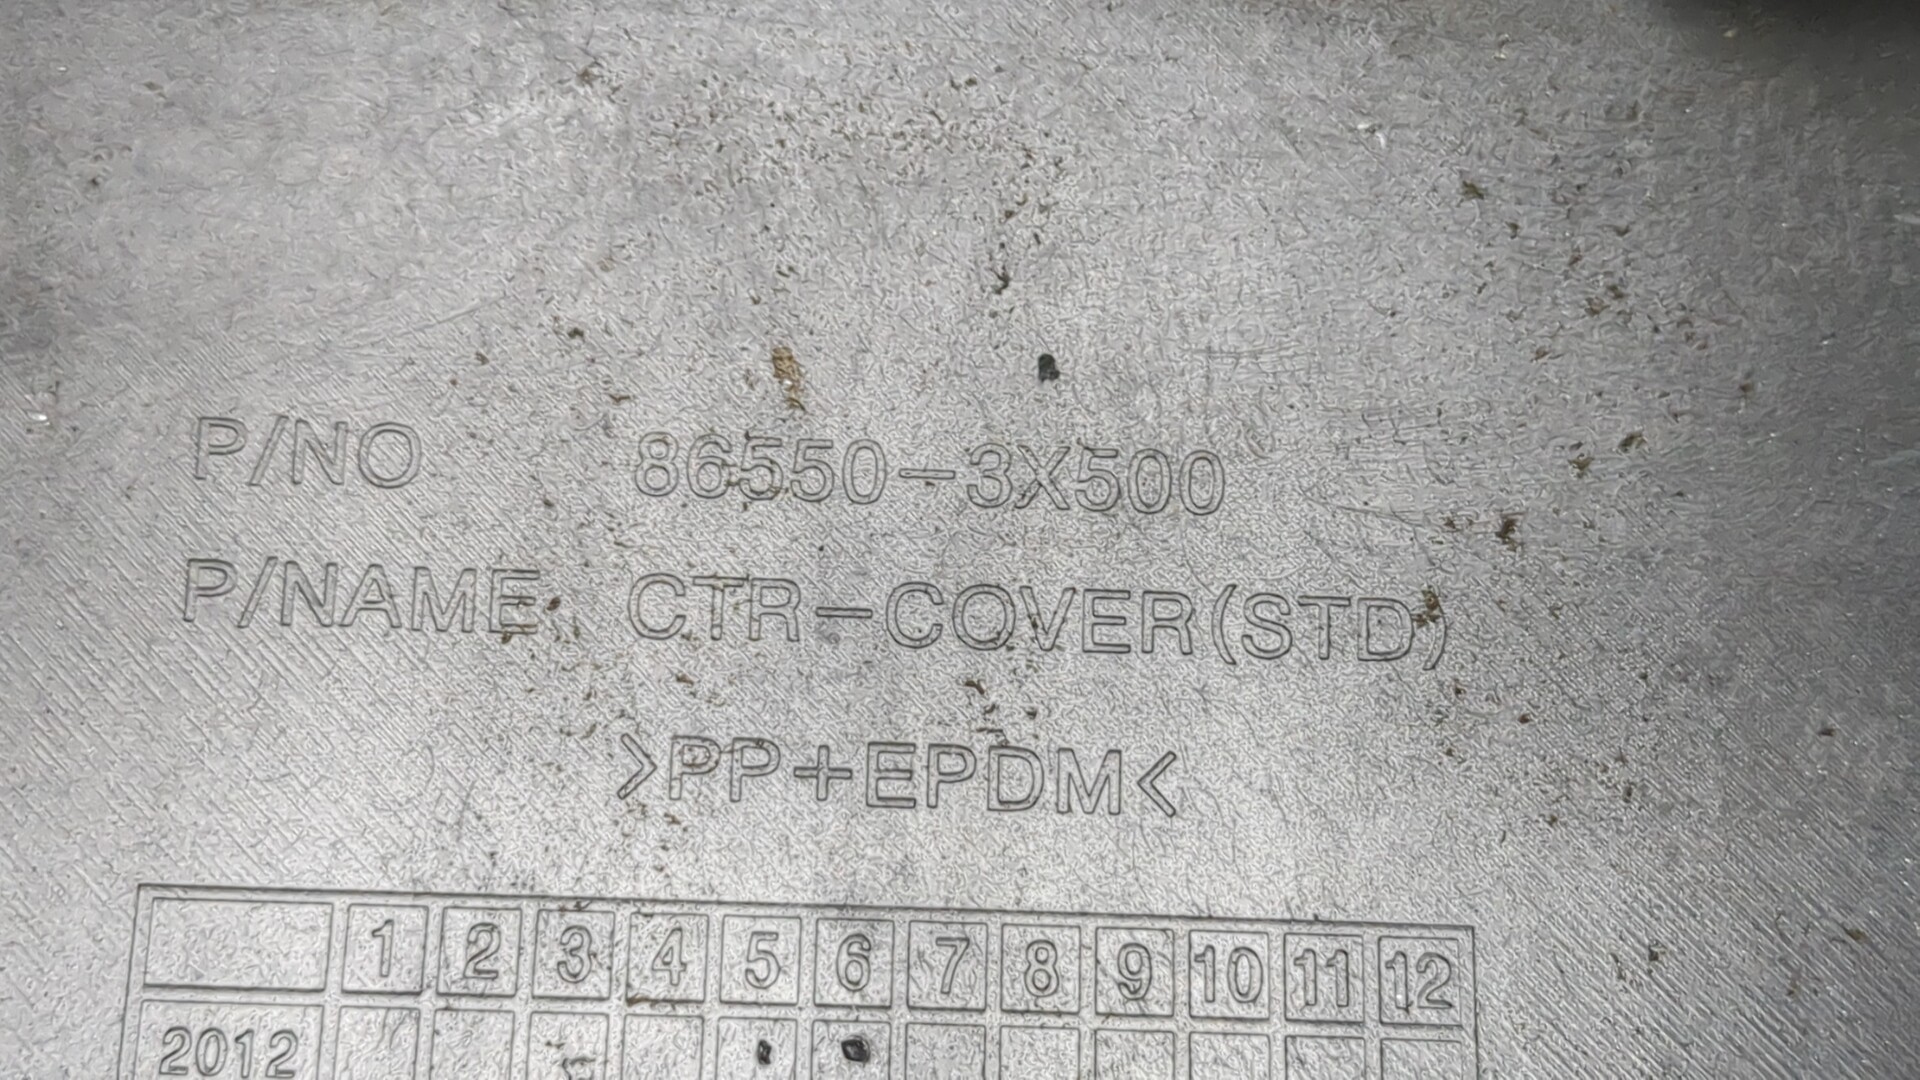 P/NO 86550-3X500
P/NAME CTR-COVER(STD)
>PP+EPDM<
1 2 3 4 5 6 7 8 9 10 11 12
2012